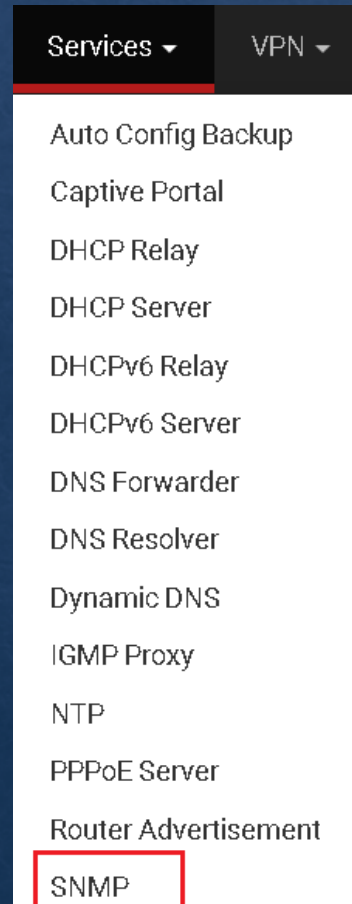 Services VPN
Auto Config Backup
Captive Portal
DHCP Relay
DHCP Server
DHCPv6 Relay
DHCPv6 Server
DNS Forwarder
DNS Resolver
Dynamic DNS
IGMP Proxy
NTP
PPPoE Server
Router Advertisement
SNMP